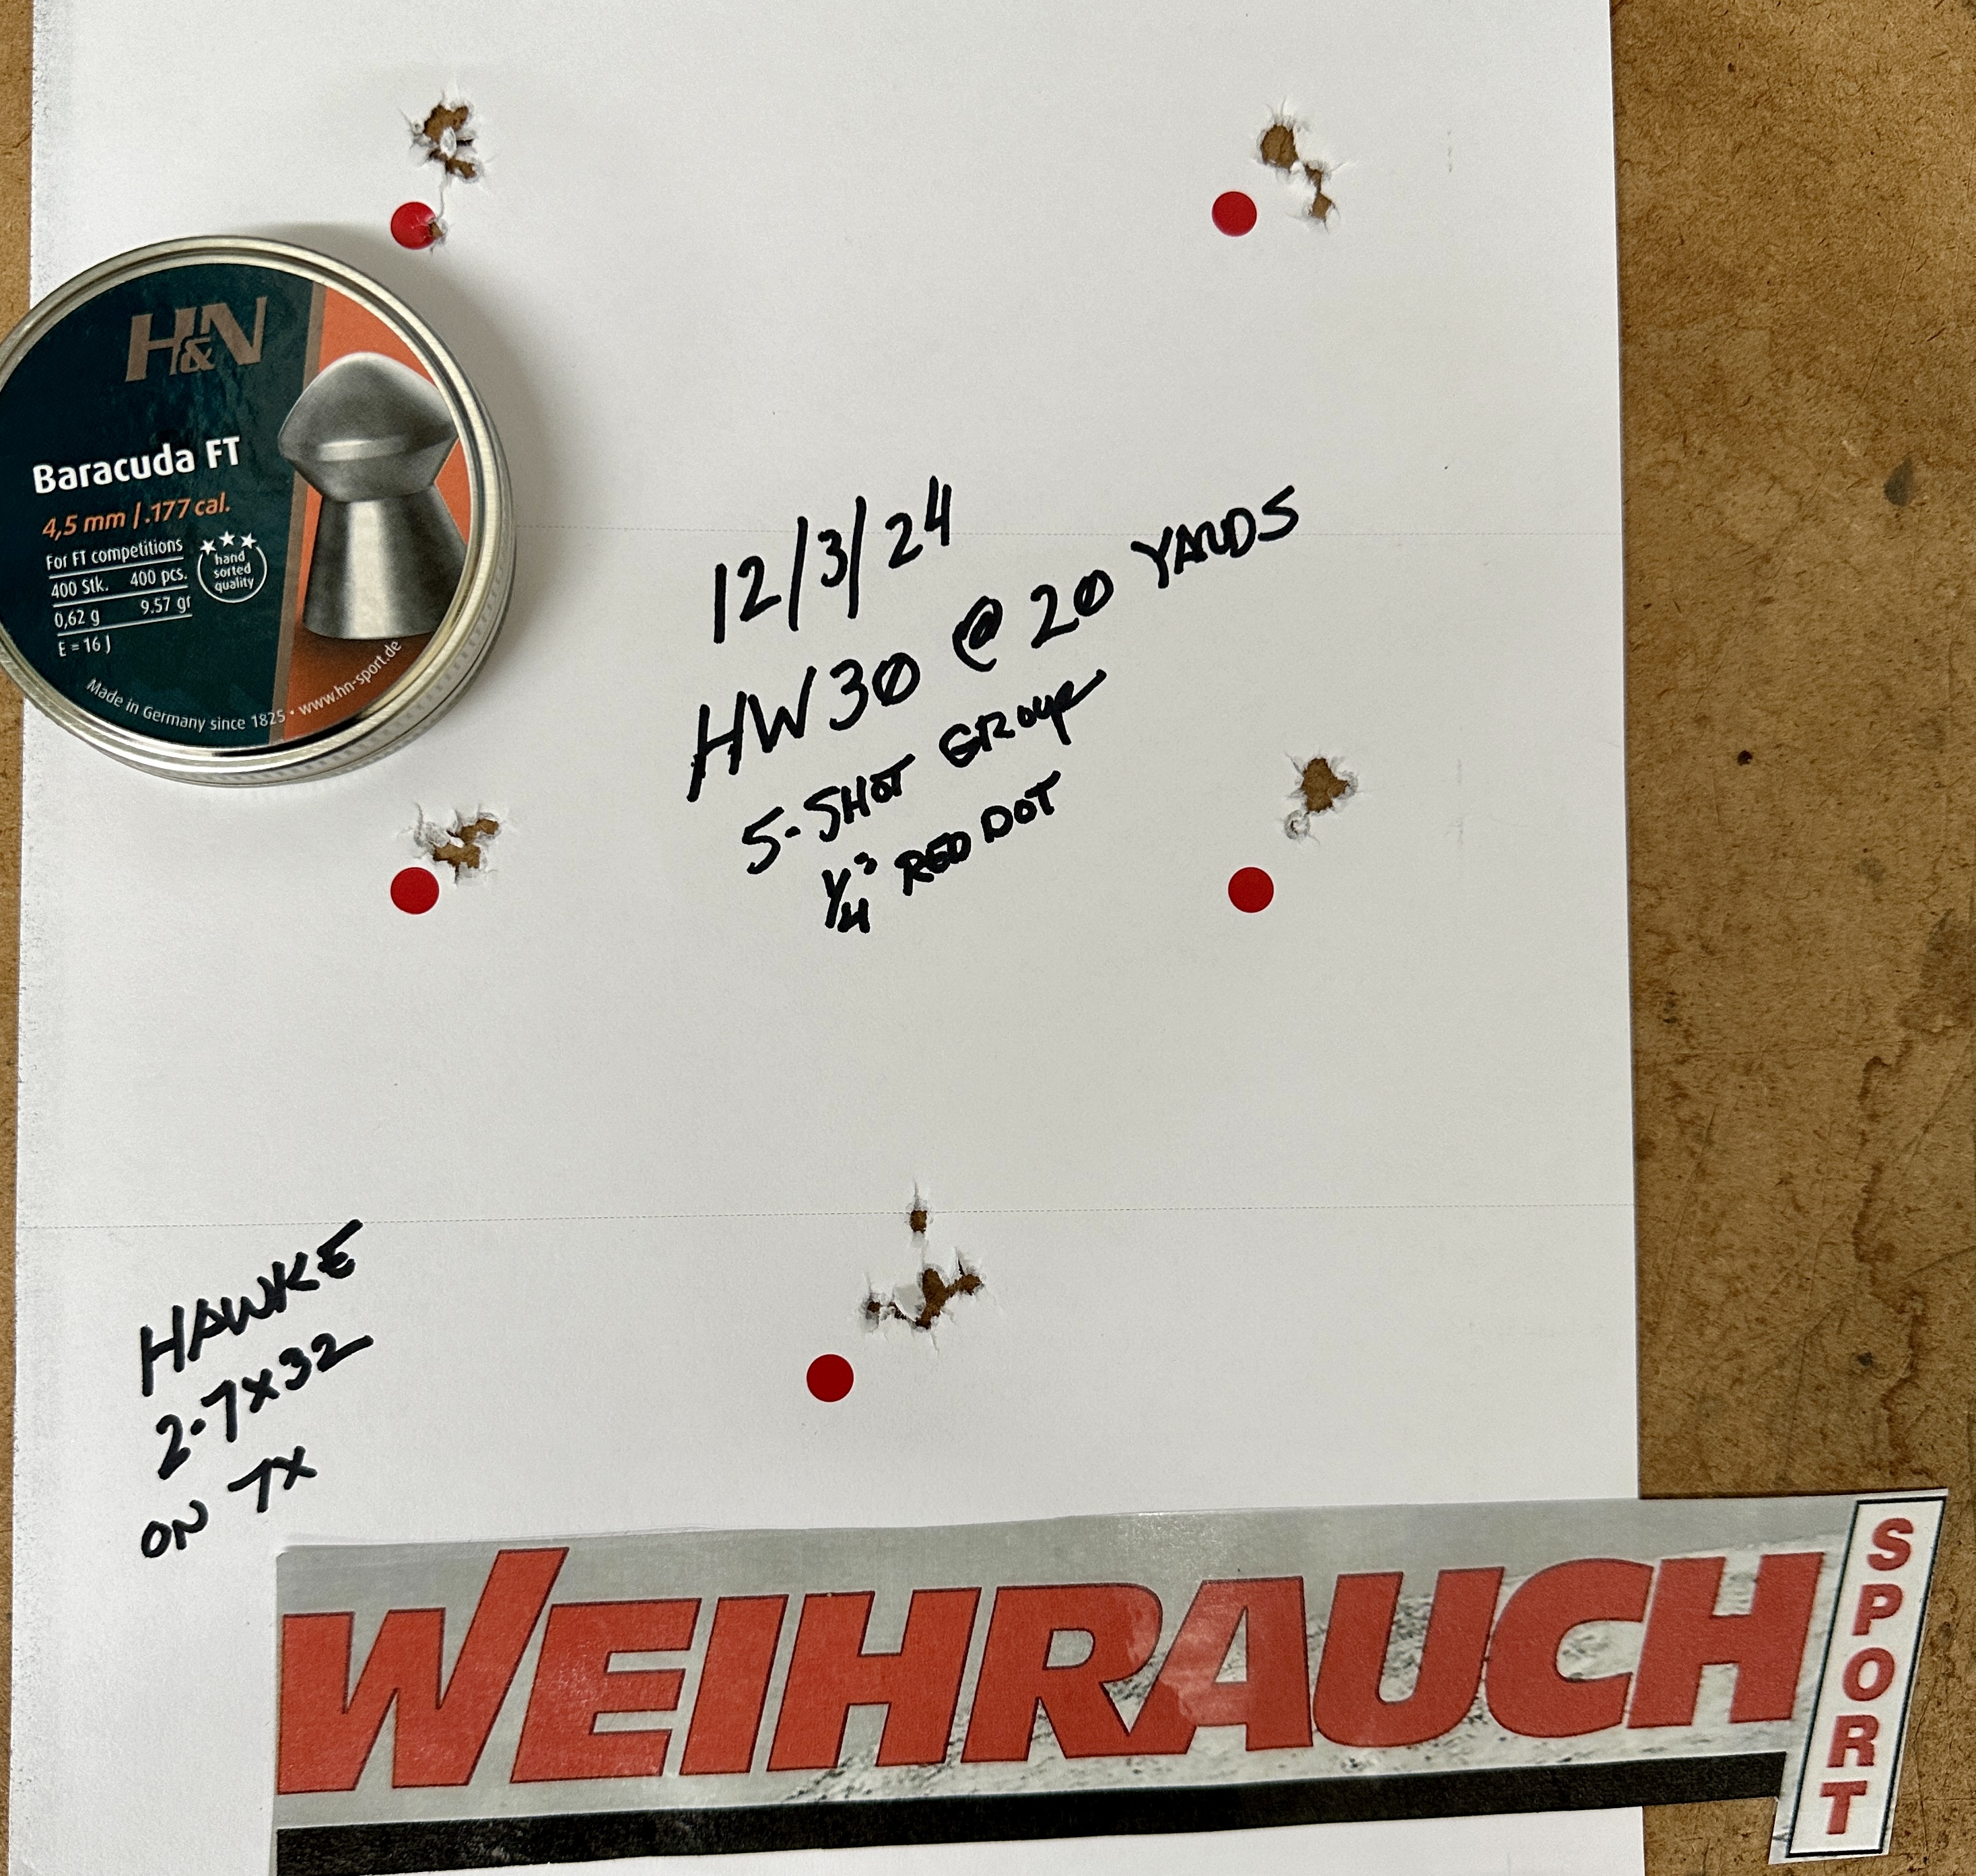 H&N
Baracuda FT
4,5 mm / .177 cal.
For FT competitions
400 Stk. 400 pcs.
0,62 g 9.57 gr
E = 16 J
hand
sorted
quality
Made in Germany since 1825 • www.hn-sport.de
12/3/24
HW30 @ 20 YARDS
5-SHOT GROUP
1/4" RED DOT
HAWKE
2-7X32
ON 7X
WEIHRAUCH
SPORT